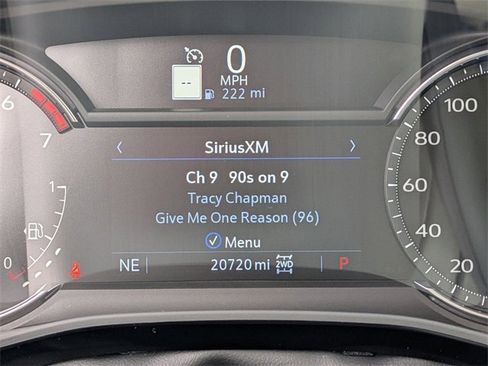 0
MPH
--
222 mi
6
7
1
0
‹ SiriusXM ›
Ch 9 90s on 9
Tracy Chapman
Give Me One Reason (96)
Menu
NE 20720 mi 2WD P
100
80
60
40
20